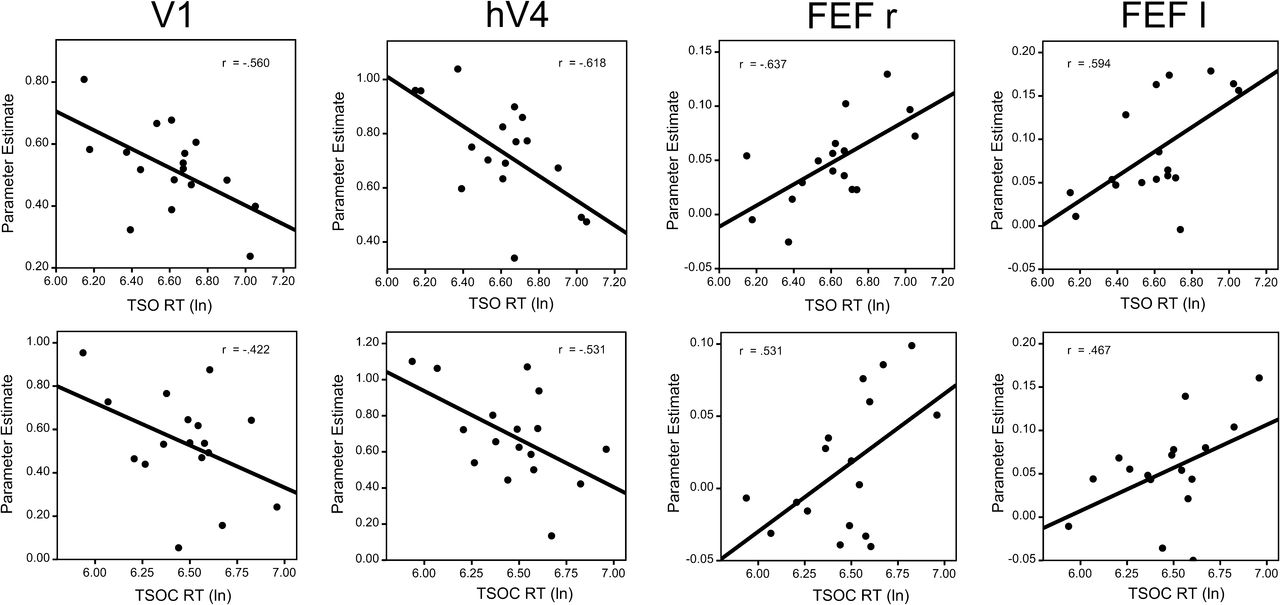 V1 hV4 FEF r FEF l
r = -.560
r = -.618
r = -.637
r = .594
Parameter Estimate
0.80
0.60
0.40
0.20
6.00 6.20 6.40 6.60 6.80 7.00 7.20
TSO RT (ln)
Parameter Estimate
1.00
0.80
0.60
0.40
6.00 6.20 6.40 6.60 6.80 7.00 7.20
TSO RT (ln)
Parameter Estimate
0.15
0.10
0.05
0.00
-0.05
6.00 6.20 6.40 6.60 6.80 7.00 7.20
TSO RT (ln)
Parameter Estimate
0.20
0.15
0.10
0.05
0.00
-0.05
6.00 6.20 6.40 6.60 6.80 7.00 7.20
TSO RT (ln)
r = -.422
r = -.531
r = .531
r = .467
Parameter Estimate
1.00
0.80
0.60
0.40
0.20
0.00
6.00 6.25 6.50 6.75 7.00
TSOC RT (ln)
Parameter Estimate
1.20
1.00
0.80
0.60
0.40
0.20
0.00
6.00 6.25 6.50 6.75 7.00
TSOC RT (ln)
Parameter Estimate
0.10
0.05
0.00
-0.05
6.00 6.25 6.50 6.75 7.00
TSOC RT (ln)
Parameter Estimate
0.20
0.15
0.10
0.05
0.00
-0.05
6.00 6.25 6.50 6.75 7.00
TSOC RT (ln)